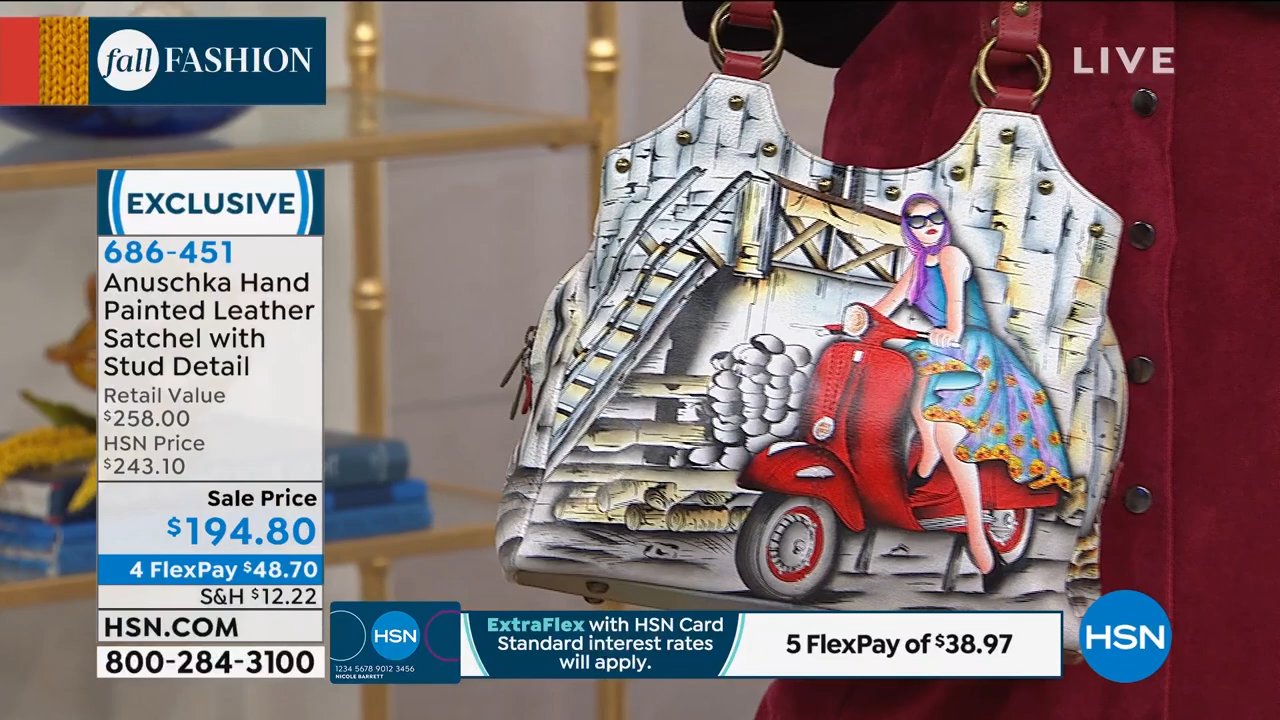 fall FASHION
LIVE
EXCLUSIVE
686-451
Anuschka Hand
Painted Leather
Satchel with
Stud Detail
Retail Value
$258.00
HSN Price
$243.10
Sale Price
$194.80
4 FlexPay $48.70
S&H $12.22
HSN.COM
800-284-3100
HSN
1234 5678 9012 3456
NICOLE BARRETT
ExtraFlex with HSN Card
Standard interest rates
will apply.
5 FlexPay of $38.97
HSN